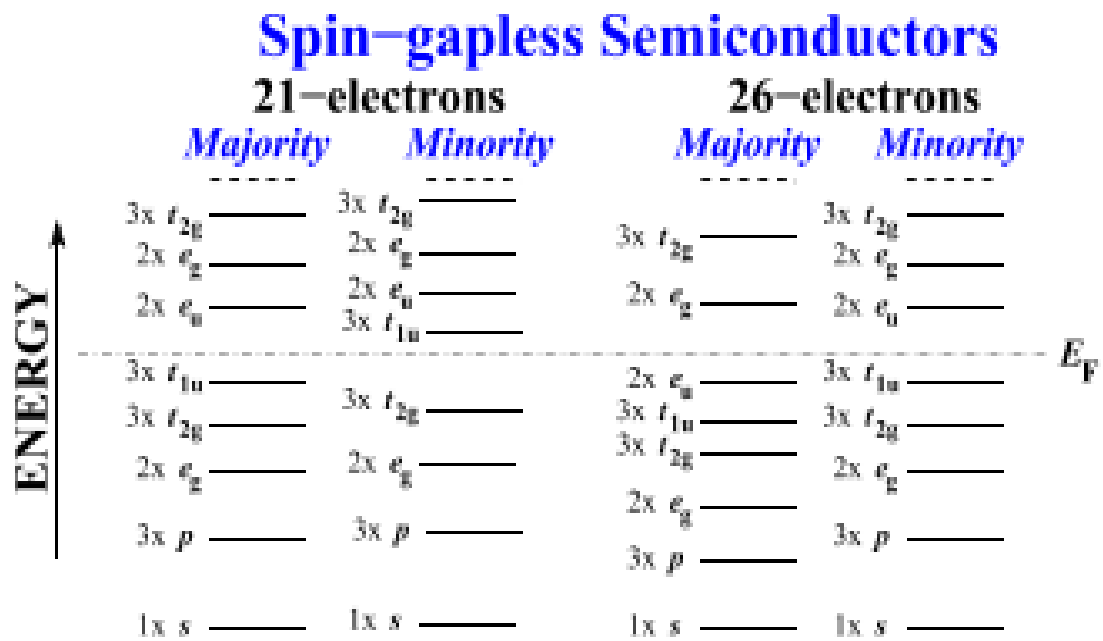 Spin-gapless Semiconductors
21-electrons 26-electrons
Majority Minority Majority Minority
3x t2g 3x t2g 3x t2g 3x t2g
2x eg 2x eg 2x eg 2x eg
2x eu 2x eu 2x eu
3x t1u
EF
3x t1u 3x t2g 2x eu 3x t1u
3x t2g 2x eg 3x t1u 3x t2g
2x eg 3x p 3x t2g 2x eg
3x p 2x eg 3x p
3x p
1x s 1x s 1x s 1x s
ENERGY